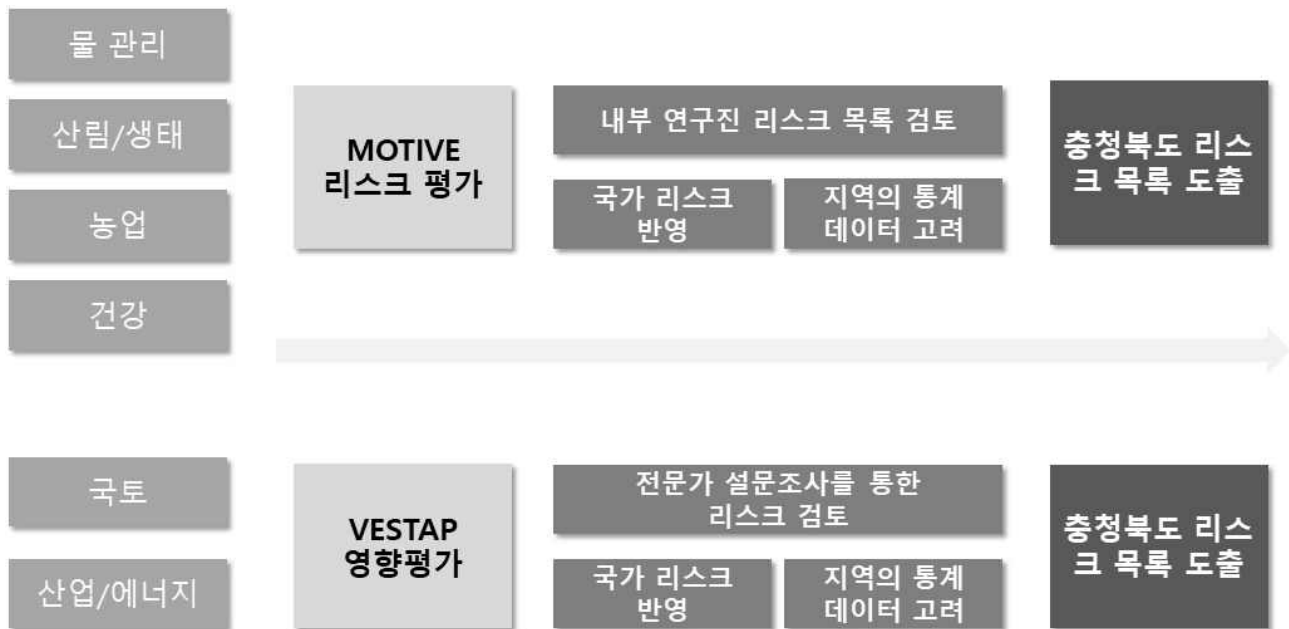 물 관리
산림/생태
농업
건강
MOTIVE
리스크 평가
내부 연구진 리스크 목록 검토
국가 리스크
반영
지역의 통계
데이터 고려
충청북도 리스
크 목록 도출
국토
산업/에너지
VESTAP
영향평가
전문가 설문조사를 통한
리스크 검토
국가 리스크
반영
지역의 통계
데이터 고려
충청북도 리스
크 목록 도출